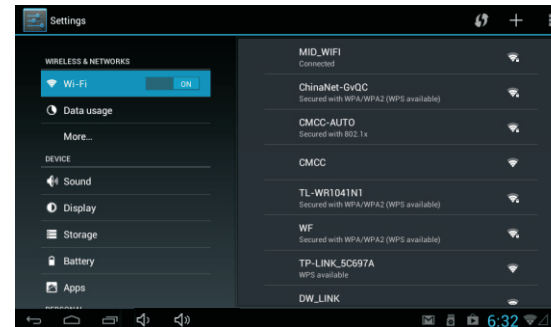 Settings
WIRELESS & NETWORKS
Wi-Fi ON
Data usage
More...
DEVICE
Sound
Display
Storage
Battery
Apps
PERSONAL
MID_WIFI
Connected
ChinaNet-GvQC
Secured with WPA/WPA2 (WPS available)
CMCC-AUTO
Secured with 802.1x
CMCC
TL-WR1041N1
Secured with WPA/WPA2 (WPS available)
WF
Secured with WPA/WPA2 (WPS available)
TP-LINK_5C697A
WPS available
DW_LINK
6:32